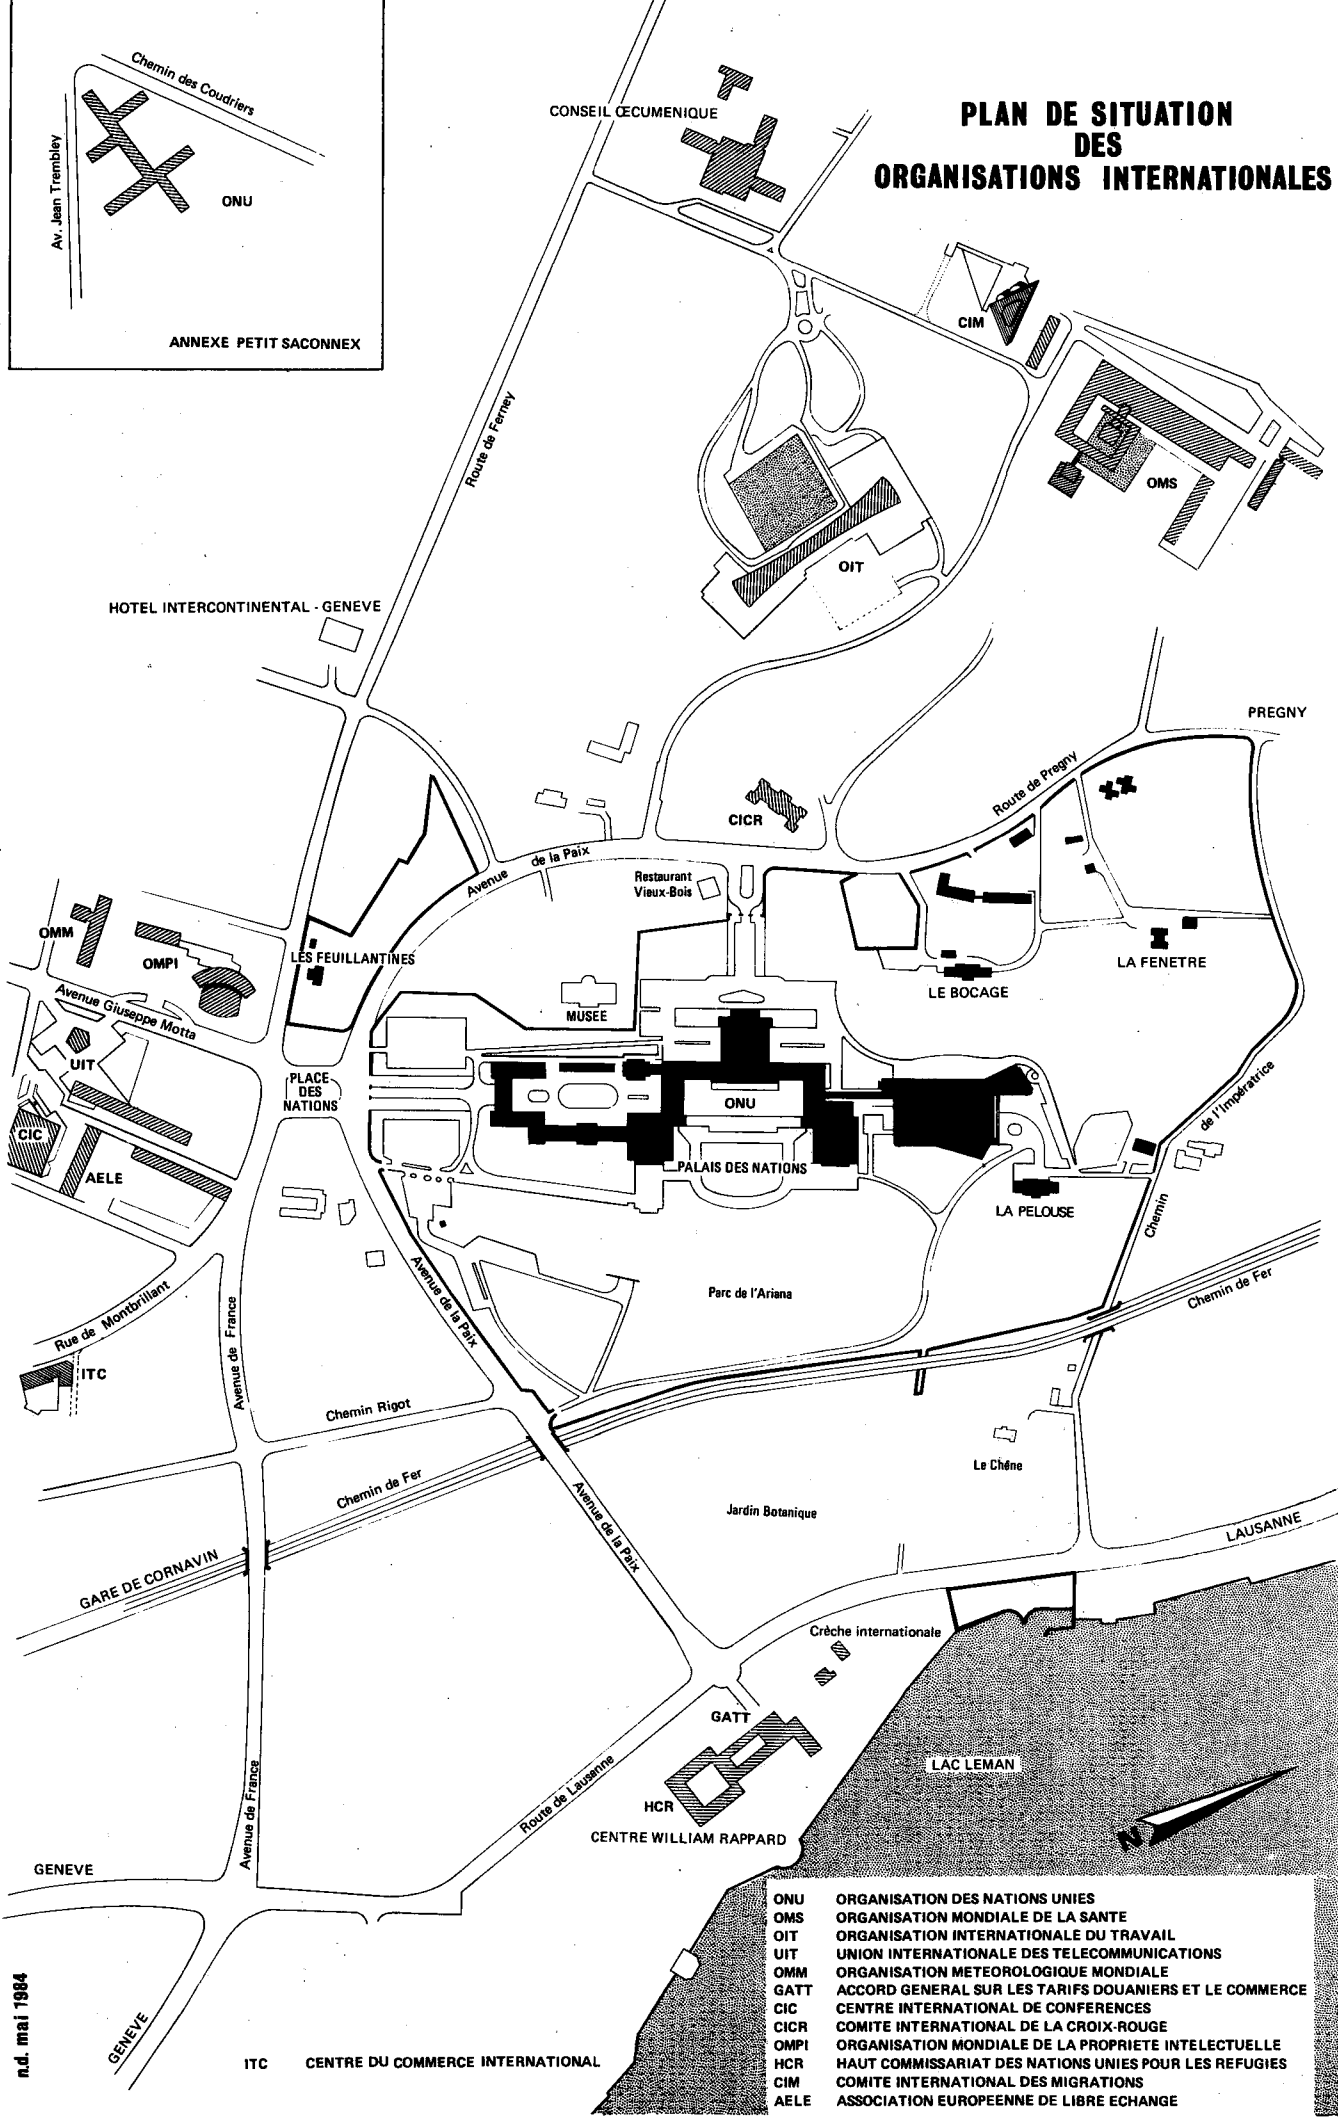 PLAN DE SITUATION
DES
ORGANISATIONS INTERNATIONALES
Chemin des Coudriers
Av. Jean Trembley
ONU
ANNEXE PETIT SACONNEX
CONSEIL ŒCUMENIQUE
CIM
OMS
Route de Ferney
OIT
HOTEL INTERCONTINENTAL - GENEVE
PREGNY
Route de Pregny
CICR
Avenue de la Paix
Restaurant
Vieux-Bois
OMM
OMPI
LES FEUILLANTINES
LA FENETRE
LE BOCAGE
MUSEE
Avenue Giuseppe Motta
UIT
PLACE
DES
NATIONS
ONU
de l'Impératrice
CIC
AELE
PALAIS DES NATIONS
LA PELOUSE
Chemin
Avenue de la Paix
Parc de l'Ariana
Chemin de Fer
Rue de Montbrillant
Avenue de France
ITC
Chemin Rigot
Le Chêne
Chemin de Fer
Avenue de la Paix
Jardin Botanique
LAUSANNE
GARE DE CORNAVIN
Crèche internationale
GATT
LAC LEMAN
Route de Lausanne
Avenue de France
HCR
CENTRE WILLIAM RAPPARD
N
GENEVE
GENEVE
n.d. mai 1984
ITC CENTRE DU COMMERCE INTERNATIONAL
ONU ORGANISATION DES NATIONS UNIES
OMS ORGANISATION MONDIALE DE LA SANTE
OIT ORGANISATION INTERNATIONALE DU TRAVAIL
UIT UNION INTERNATIONALE DES TELECOMMUNICATIONS
OMM ORGANISATION METEOROLOGIQUE MONDIALE
GATT ACCORD GENERAL SUR LES TARIFS DOUANIERS ET LE COMMERCE
CIC CENTRE INTERNATIONAL DE CONFERENCES
CICR COMITE INTERNATIONAL DE LA CROIX-ROUGE
OMPI ORGANISATION MONDIALE DE LA PROPRIETE INTELECTUELLE
HCR HAUT COMMISSARIAT DES NATIONS UNIES POUR LES REFUGIES
CIM COMITE INTERNATIONAL DES MIGRATIONS
AELE ASSOCIATION EUROPEENNE DE LIBRE ECHANGE